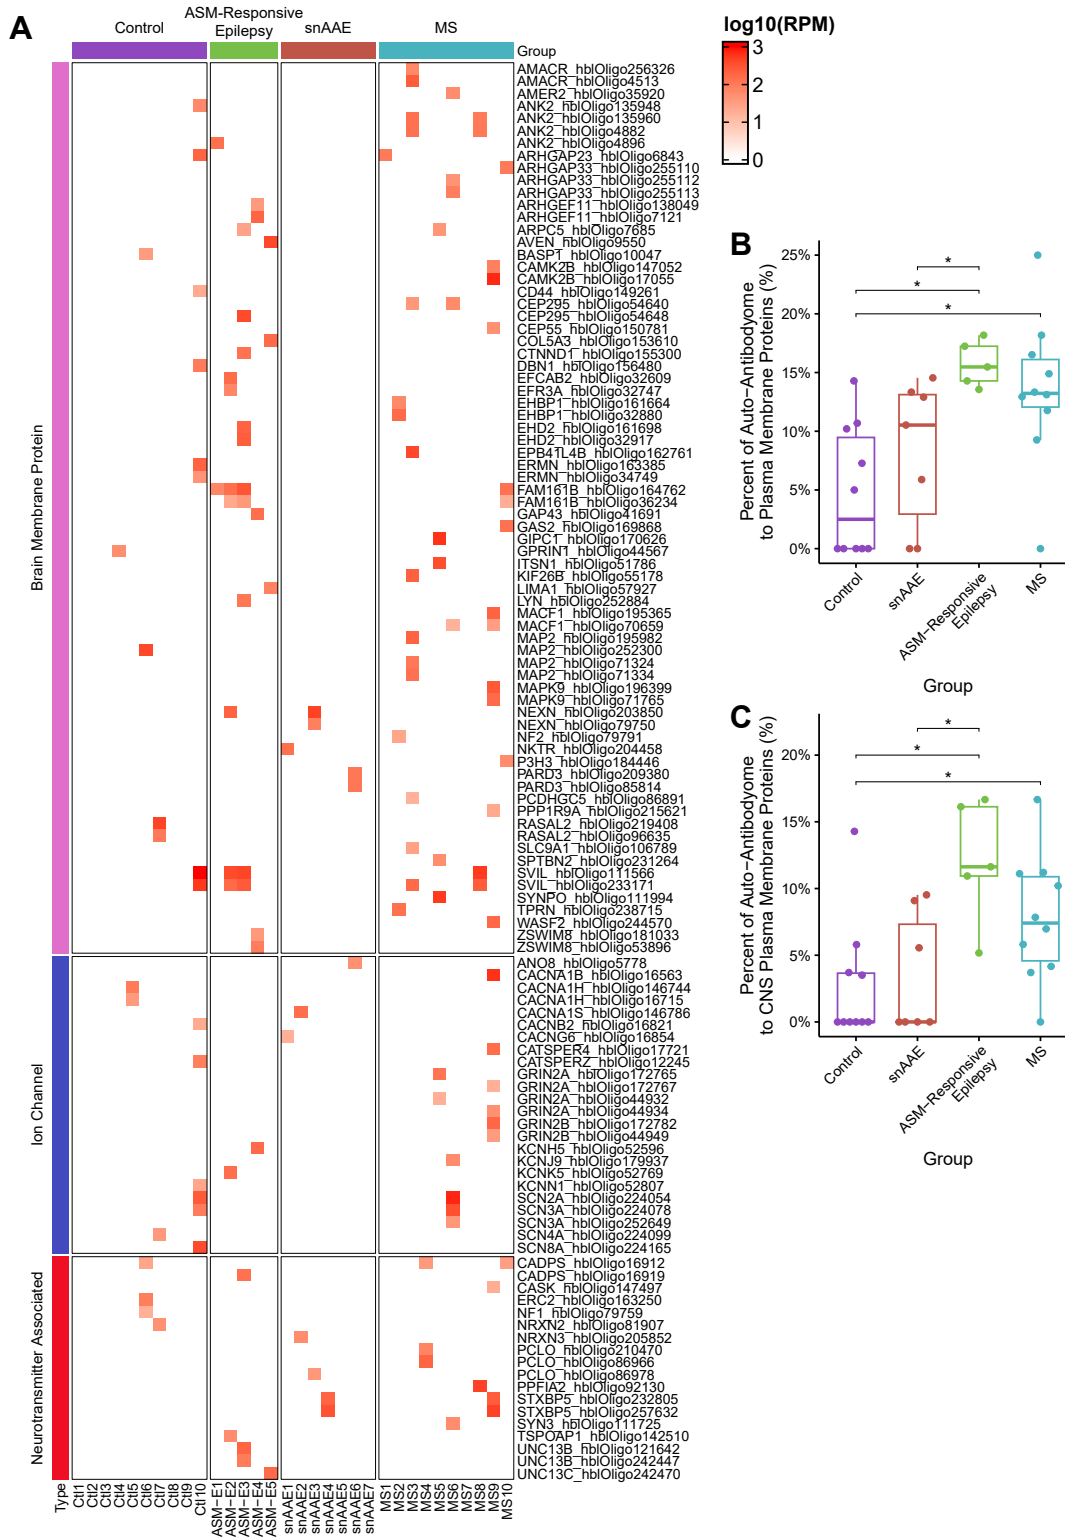 A
Control
ASM-Responsive
Epilepsy
snAAE
MS
Group
Brain Membrane Protein
AMACR_hblOligo256326
AMACR_hblOligo4513
AMER2_hblOligo35920
ANK2_hblOligo135948
ANK2_hblOligo135960
ANK2_hblOligo4882
ANK2_hblOligo4896
ARHGAP23_hblOligo6843
ARHGAP33_hblOligo255110
ARHGAP33_hblOligo255112
ARHGAP33_hblOligo255113
ARHGEF11_hblOligo138049
ARHGEF11_hblOligo7121
ARPC5_hblOligo7685
AVEN_hblOligo9550
BASP1_hblOligo10047
CAMK2B_hblOligo147052
CAMK2B_hblOligo17055
CD44_hblOligo149261
CEP295_hblOligo54640
CEP295_hblOligo54648
CEP55_hblOligo150781
COL5A3_hblOligo153610
CTNND1_hblOligo155300
DBN1_hblOligo156480
EFCAB2_hblOligo32609
EFR3A_hblOligo32747
EHBP1_hblOligo161664
EHBP1_hblOligo32880
EHD2_hblOligo161698
EHD2_hblOligo32917
EPB41L4B_hblOligo162761
ERMN_hblOligo163385
ERMN_hblOligo34749
FAM161B_hblOligo164762
FAM161B_hblOligo36234
GAP43_hblOligo41691
GAS2_hblOligo169868
GIPC1_hblOligo170626
GPRIN1_hblOligo44567
ITSN1_hblOligo51786
KIF26B_hblOligo55178
LIMA1_hblOligo57927
LYN_hblOligo252884
MACF1_hblOligo195365
MACF1_hblOligo70659
MAP2_hblOligo195982
MAP2_hblOligo252300
MAP2_hblOligo71324
MAP2_hblOligo71334
MAPK9_hblOligo196399
MAPK9_hblOligo71765
NEXN_hblOligo203850
NEXN_hblOligo79750
NF2_hblOligo79791
NKTR_hblOligo204458
P3H3_hblOligo184446
PARD3_hblOligo209380
PARD3_hblOligo85814
PCDHGC5_hblOligo86891
PPP1R9A_hblOligo215621
RASAL2_hblOligo219408
RASAL2_hblOligo96635
SLC9A1_hblOligo106789
SPTBN2_hblOligo231264
SVIL_hblOligo111566
SVIL_hblOligo233171
SYNPO_hblOligo111994
TPRN_hblOligo238715
WASF2_hblOligo244570
ZSWIM8_hblOligo181033
ZSWIM8_hblOligo53896
Ion Channel
ANO8_hblOligo5778
CACNA1B_hblOligo16563
CACNA1H_hblOligo146744
CACNA1H_hblOligo16715
CACNA1S_hblOligo146786
CACNB2_hblOligo16821
CACNG6_hblOligo16854
CATSPER4_hblOligo17721
CATSPERZ_hblOligo12245
GRIN2A_hblOligo172765
GRIN2A_hblOligo172767
GRIN2A_hblOligo44932
GRIN2A_hblOligo44934
GRIN2B_hblOligo172782
GRIN2B_hblOligo44949
KCNH5_hblOligo52596
KCNJ9_hblOligo179937
KCNK5_hblOligo52769
KCNN1_hblOligo52807
SCN2A_hblOligo224054
SCN3A_hblOligo224078
SCN3A_hblOligo252649
SCN4A_hblOligo224099
SCN8A_hblOligo224165
Neurotransmitter Associated
CADPS_hblOligo16912
CADPS_hblOligo16919
CASK_hblOligo147497
ERC2_hblOligo163250
NF1_hblOligo79759
NRXN2_hblOligo81907
NRXN3_hblOligo205852
PCLO_hblOligo210470
PCLO_hblOligo86966
PCLO_hblOligo86978
PPFIA2_hblOligo92130
STXBP5_hblOligo232805
STXBP5_hblOligo257632
SYN3_hblOligo111725
TSPOAP1_hblOligo142510
UNC13B_hblOligo121642
UNC13B_hblOligo242447
UNC13C_hblOligo242470
Type
Ctl1
Ctl2
Ctl3
Ctl4
Ctl5
Ctl6
Ctl7
Ctl8
Ctl9
Ctl10
ASM-E1
ASM-E2
ASM-E3
ASM-E4
ASM-E5
snAAE1
snAAE2
snAAE3
snAAE4
snAAE5
snAAE6
snAAE7
MS1
MS2
MS3
MS4
MS5
MS6
MS7
MS8
MS9
MS10
log10(RPM)
3
2
1
0
B
Percent of Auto−Antibodyome
to Plasma Membrane Proteins (%)
25%
20%
15%
10%
5%
0%
*
*
*
Control
snAAE
ASM−Responsive
Epilepsy
MS
Group
C
Percent of Auto−Antibodyome
to CNS Plasma Membrane Proteins (%)
20%
15%
10%
5%
0%
*
*
*
Control
snAAE
ASM−Responsive
Epilepsy
MS
Group